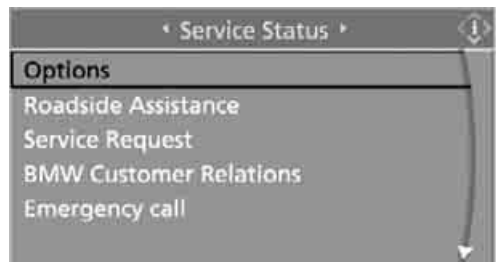 Service Status
Options
Roadside Assistance
Service Request
BMW Customer Relations
Emergency call